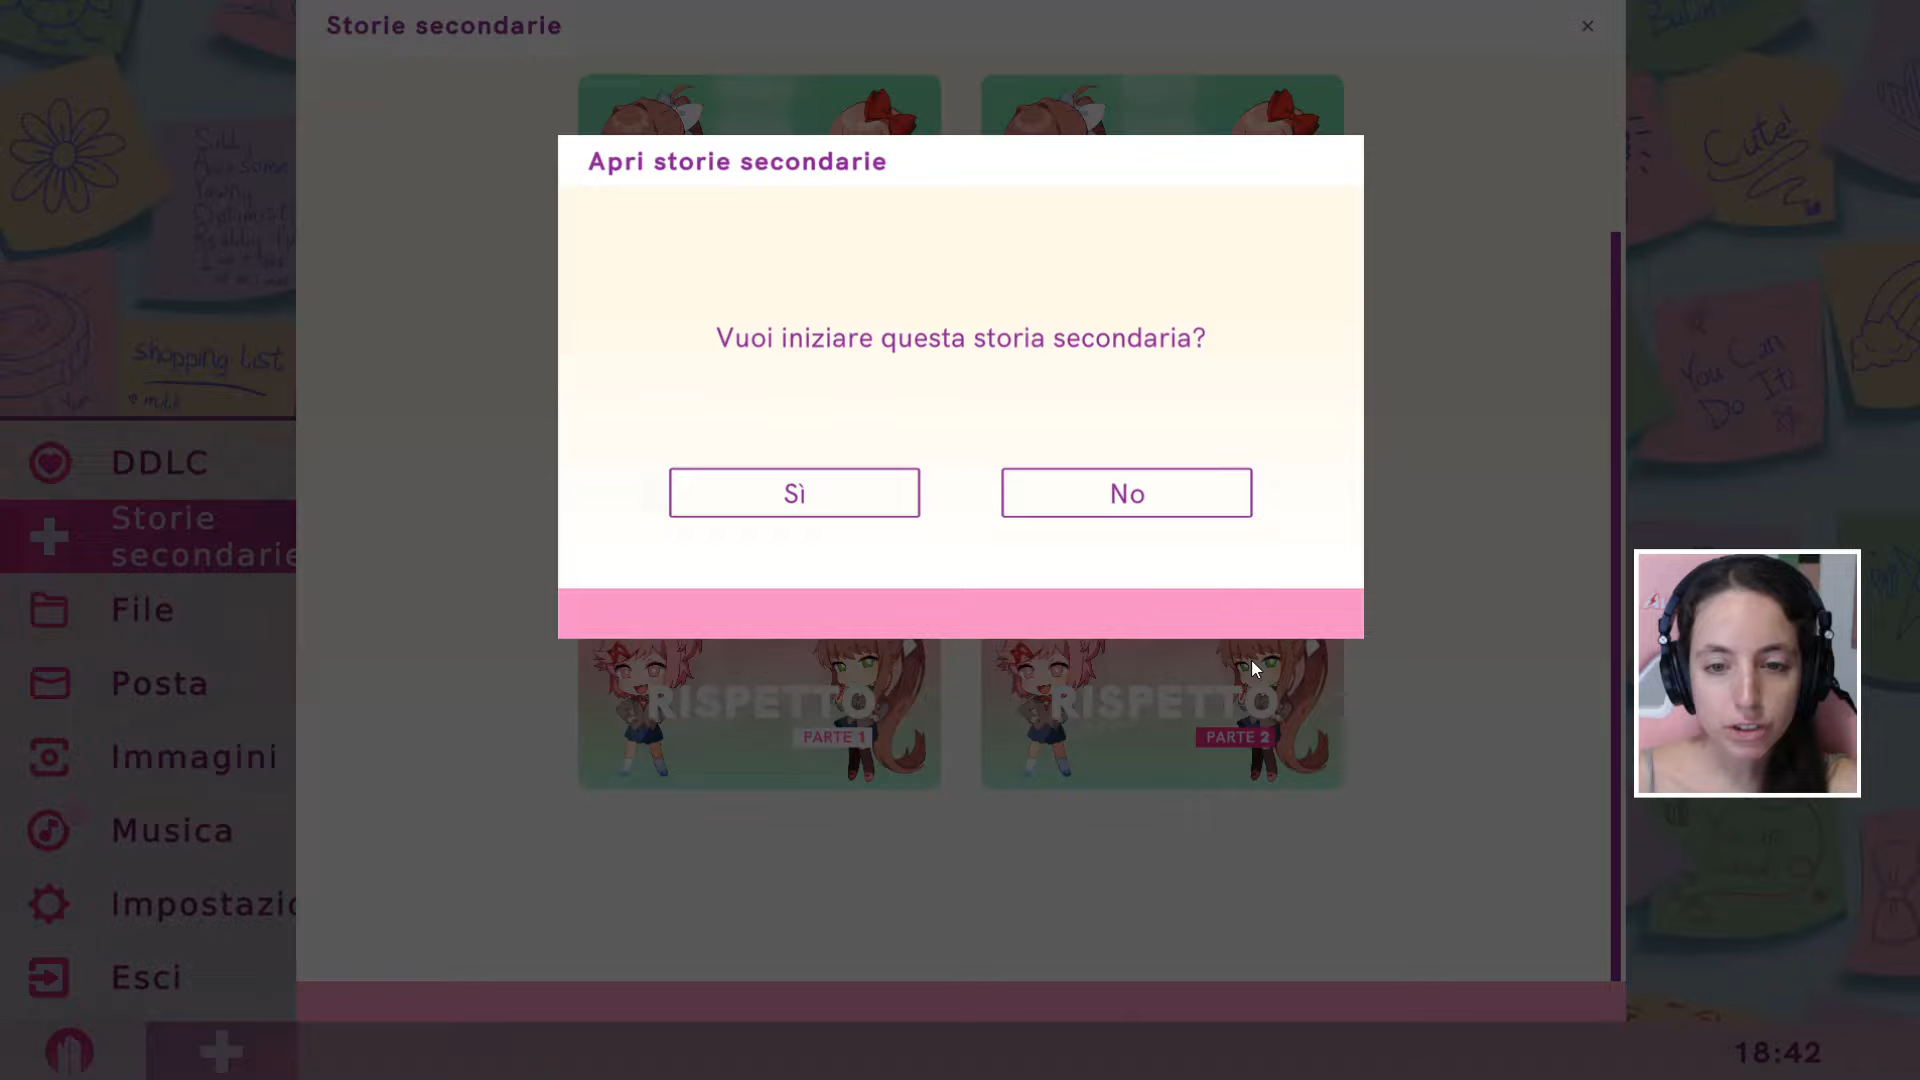 Storie secondarie
Apri storie secondarie
Vuoi iniziare questa storia secondaria?
Sì
No
RISPETTO
PARTE 1
RISPETTO
PARTE 2
DDLC
Storie
secondarie
File
Posta
Immagini
Musica
Impostazio
Esci
shopping list
Cute!
You Can
Do It
18:42